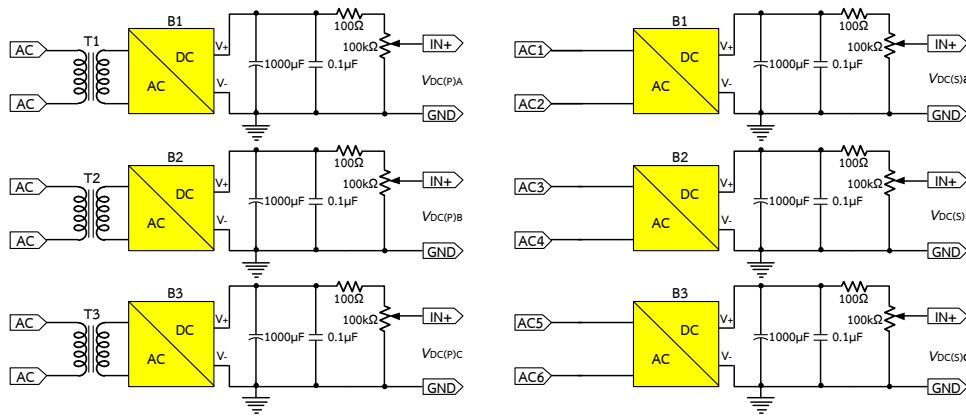 T1
B1
AC
AC
DC
AC
V+
V-
1000µF
0.1µF
100Ω
100kΩ
IN+
VDC(P)A
GND
T2
B2
AC
AC
DC
AC
V+
V-
1000µF
0.1µF
100Ω
100kΩ
IN+
VDC(P)B
GND
T3
B3
AC
AC
DC
AC
V+
V-
1000µF
0.1µF
100Ω
100kΩ
IN+
VDC(P)C
GND
B1
AC1
AC2
DC
AC
V+
V-
1000µF
0.1µF
100Ω
100kΩ
IN+
VDC(S)
GND
B2
AC3
AC4
DC
AC
V+
V-
1000µF
0.1µF
100Ω
100kΩ
IN+
VDC(S)
GND
B3
AC5
AC6
DC
AC
V+
V-
1000µF
0.1µF
100Ω
100kΩ
IN+
VDC(S)
GND